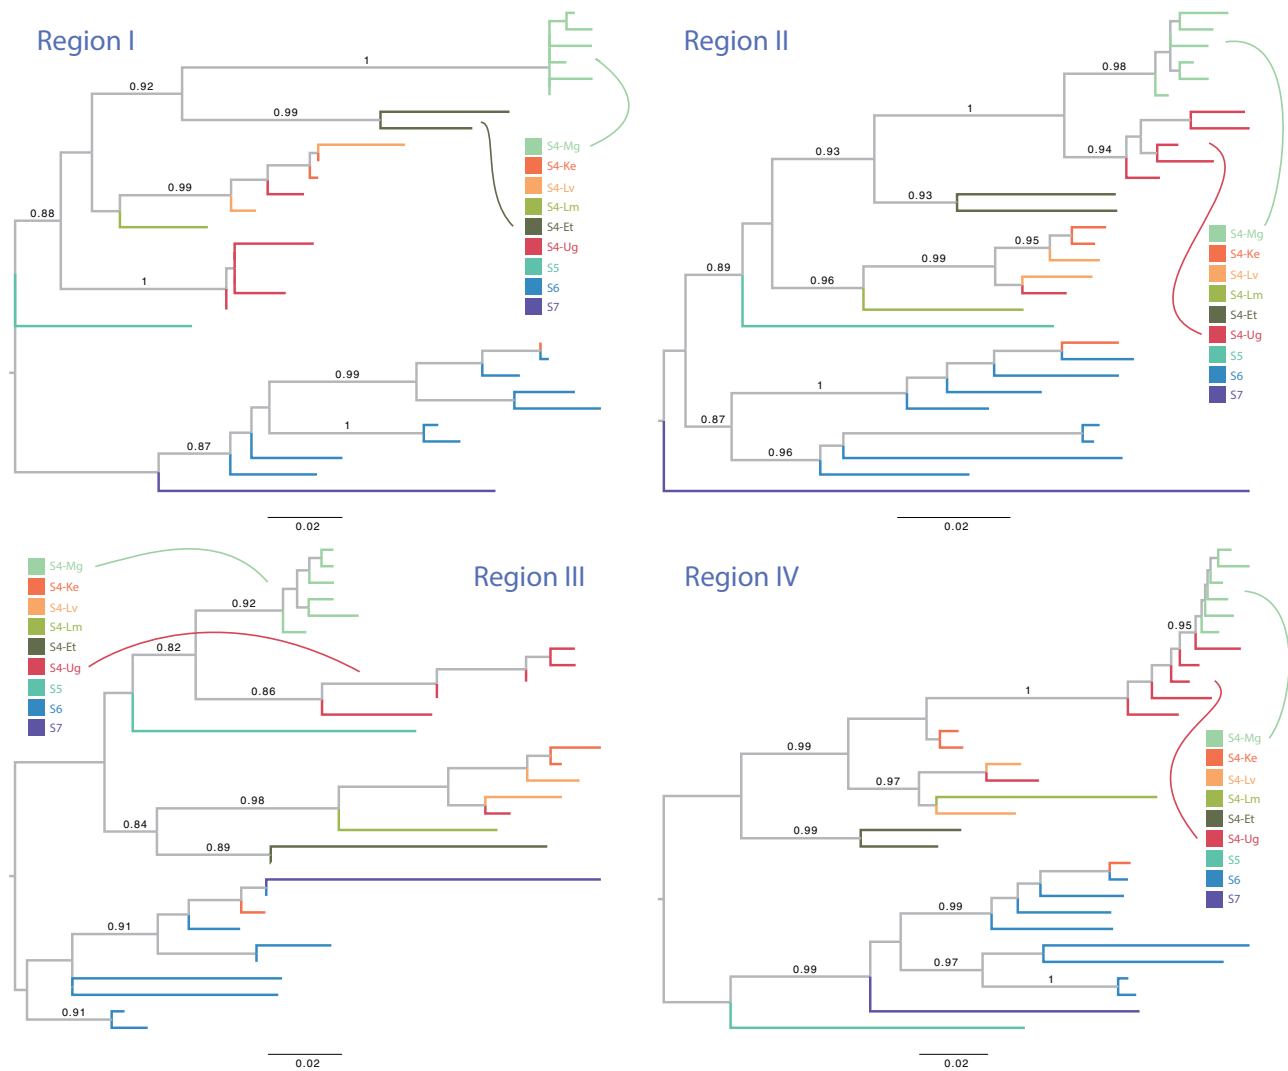 Region I
1
0.92
0.99
0.99
0.88
1
0.99
1
0.87
0.02
S4-Mg
S4-Ke
S4-Lv
S4-Lm
S4-Et
S4-Ug
S5
S6
S7
Region II
0.98
1
0.94
0.93
0.93
0.95
0.99
0.96
0.89
1
0.87
0.96
0.02
S4-Mg
S4-Ke
S4-Lv
S4-Lm
S4-Et
S4-Ug
S5
S6
S7
S4-Mg
S4-Ke
S4-Lv
S4-Lm
S4-Et
S4-Ug
S5
S6
S7
Region III
0.92
0.82
0.86
0.98
0.84
0.89
0.91
0.91
0.02
Region IV
0.95
1
0.99
0.97
0.99
0.99
0.97
0.99
1
0.02
S4-Mg
S4-Ke
S4-Lv
S4-Lm
S4-Et
S4-Ug
S5
S6
S7